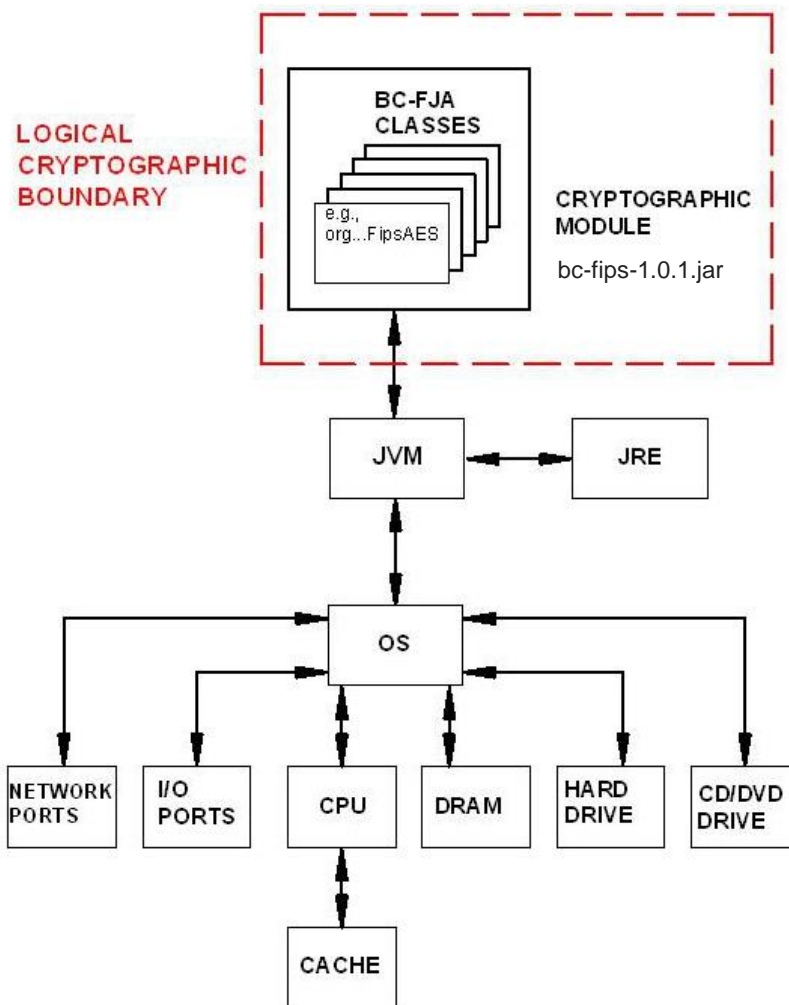 BC-FJA
CLASSES
LOGICAL
CRYPTOGRAPHIC
BOUNDARY
e.g.,
org...FipsAES
CRYPTOGRAPHIC
MODULE
bc-fips-1.0.1.jar
JVM
JRE
OS
NETWORK
PORTS
I/O
PORTS
CPU
DRAM
HARD
DRIVE
CD/DVD
DRIVE
CACHE